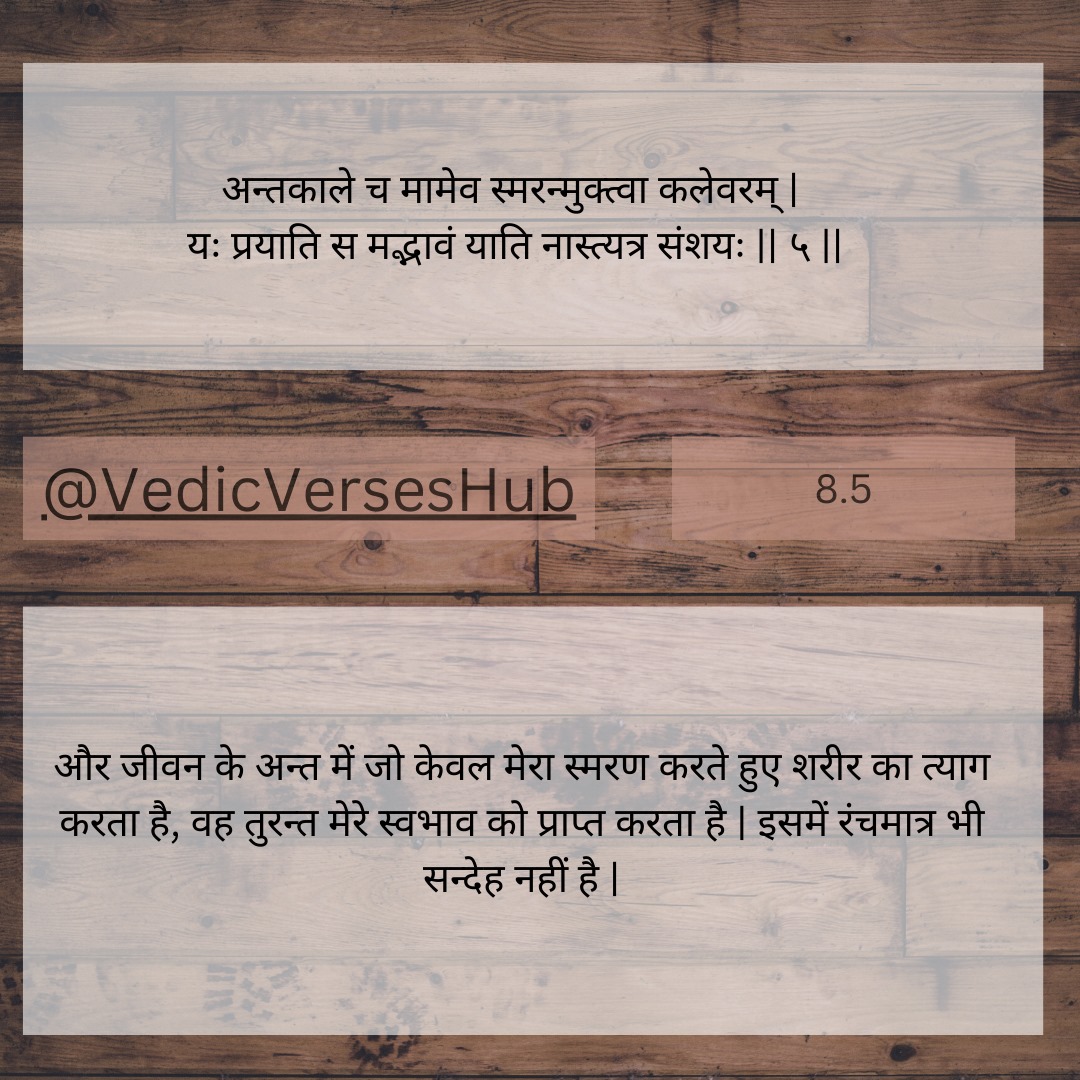 अन्तकाले च मामेव स्मरन्मुक्त्वा कलेवरम् |
यः प्रयाति स मद्भावं याति नास्त्यत्र संशयः || ५ ||
@VedicVersesHub
8.5
और जीवन के अन्त में जो केवल मेरा स्मरण करते हुए शरीर का त्याग
करता है, वह तुरन्त मेरे स्वभाव को प्राप्त करता है | इसमें रंचमात्र भी
सन्देह नहीं है |